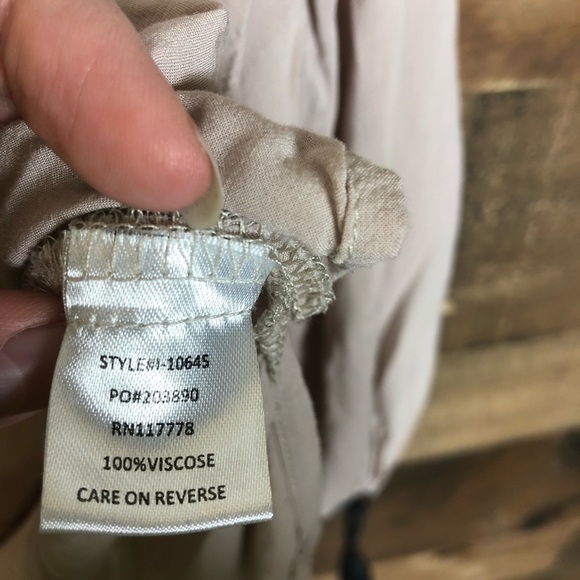 STYLE#I-10645
PO#203890
RN117778
100%VISCOSE
CARE ON REVERSE